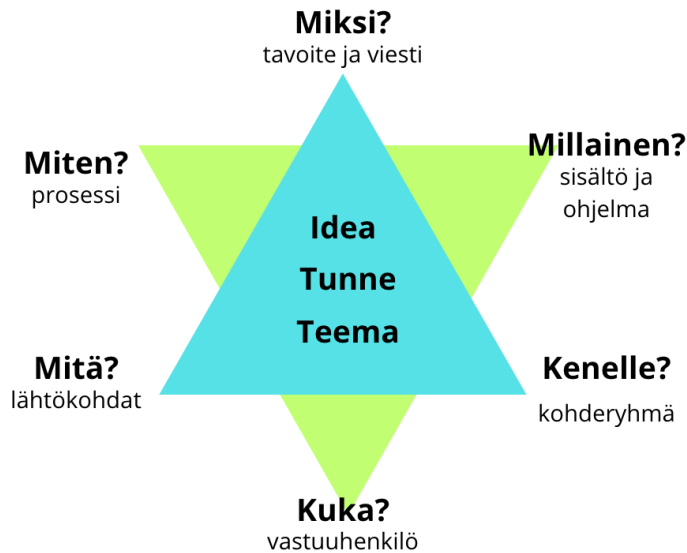 Miksi?
tavoite ja viesti
Miten?
prosessi
Millainen?
sisältö ja
ohjelma
Idea
Tunne
Teema
Mitä?
lähtökohdat
Kenelle?
kohderyhmä
Kuka?
vastuuhenkilö